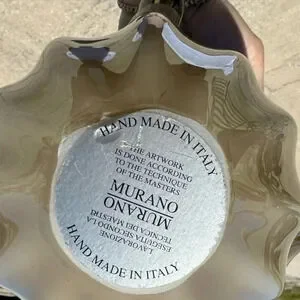 HAND MADE IN ITALY
THE ARTWORK
IS DONE ACCORDING
TO THE TECHNIQUE
OF THE MASTERS
MURANO
MURANO
LAVORAZIONE
ESEGUITA SECONDO LA
TECNICA DEI MAESTRI
HAND MADE IN ITALY